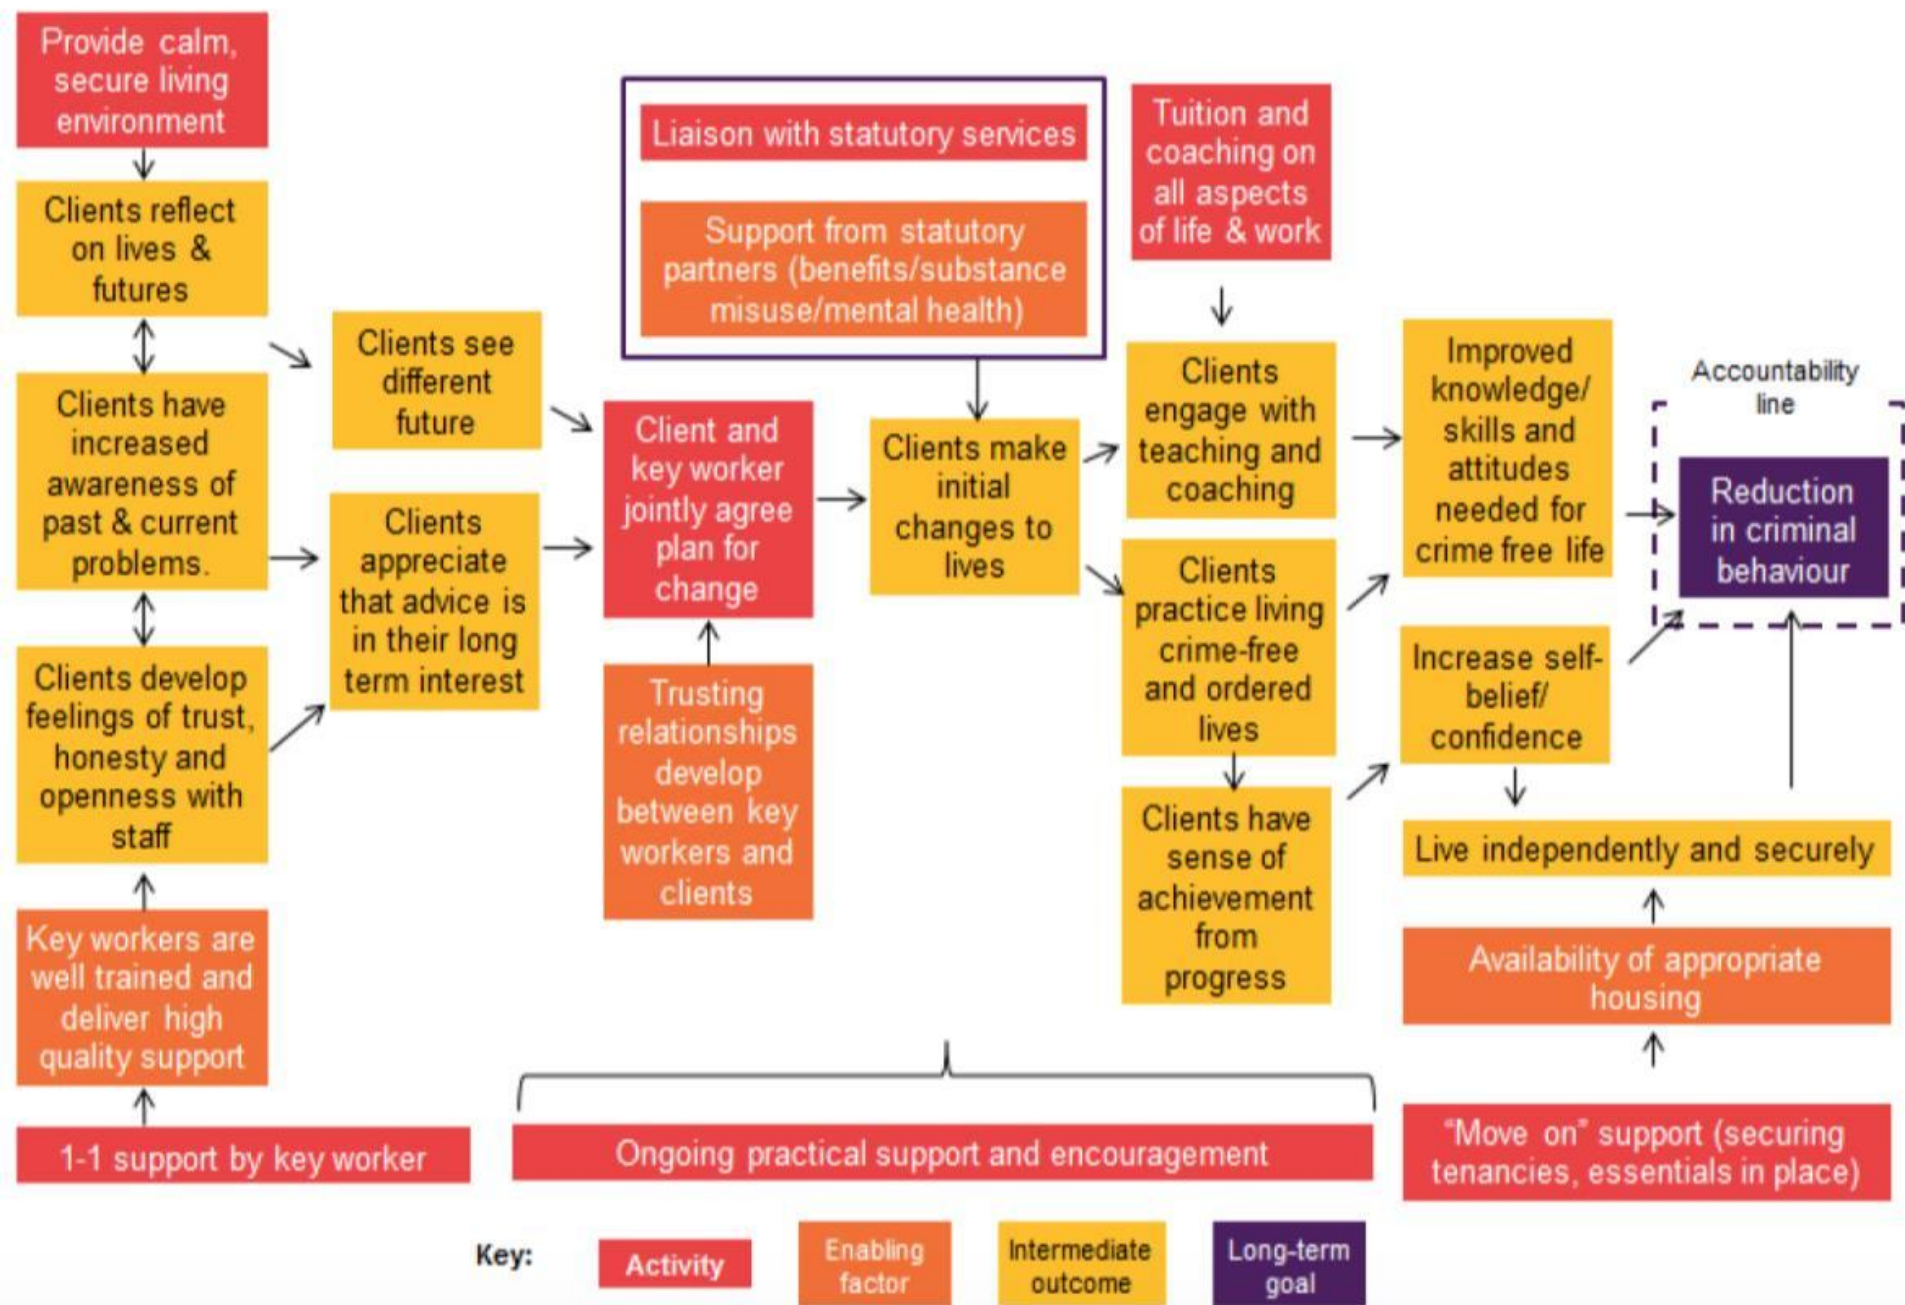 Provide calm,
secure living
environment
Clients reflect
on lives &
futures
Clients have
increased
awareness of
past & current
problems.
Clients develop
feelings of trust,
honesty and
openness with
staff
Key workers are
well trained and
deliver high
quality support
1-1 support by key worker
Clients see
different
future
Clients
appreciate
that advice is
in their long
term interest
Client and
key worker
jointly agree
plan for
change
Trusting
relationships
develop
between key
workers and
clients
Liaison with statutory services
Support from statutory
partners (benefits/substance
misuse/mental health)
Clients make
initial
changes to
lives
Tuition and
coaching on
all aspects
of life & work
Clients
engage with
teaching and
coaching
Clients
practice living
crime-free
and ordered
lives
Clients have
sense of
achievement
from
progress
Ongoing practical support and encouragement
Improved
knowledge/
skills and
attitudes
needed for
crime free life
Increase self-
belief/
confidence
Live independently and securely
Availability of appropriate
housing
"Move on" support (securing
tenancies, essentials in place)
Accountability
line
Reduction
in criminal
behaviour
Key:
Activity
Enabling
factor
Intermediate
outcome
Long-term
goal